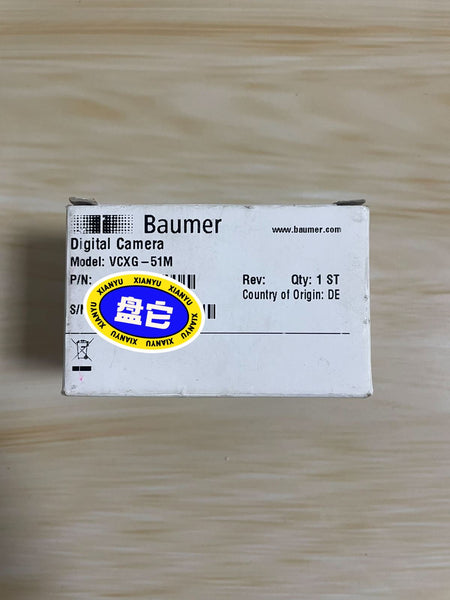 Baumer
www.baumer.com
Digital Camera
Model: VCXG-51M
P/N:
Rev: Qty: 1 ST
Country of Origin: DE
S/
XIANYU XIANYU XIANYU
盘它
XIANYU XIANYU XIANYU XIANYU